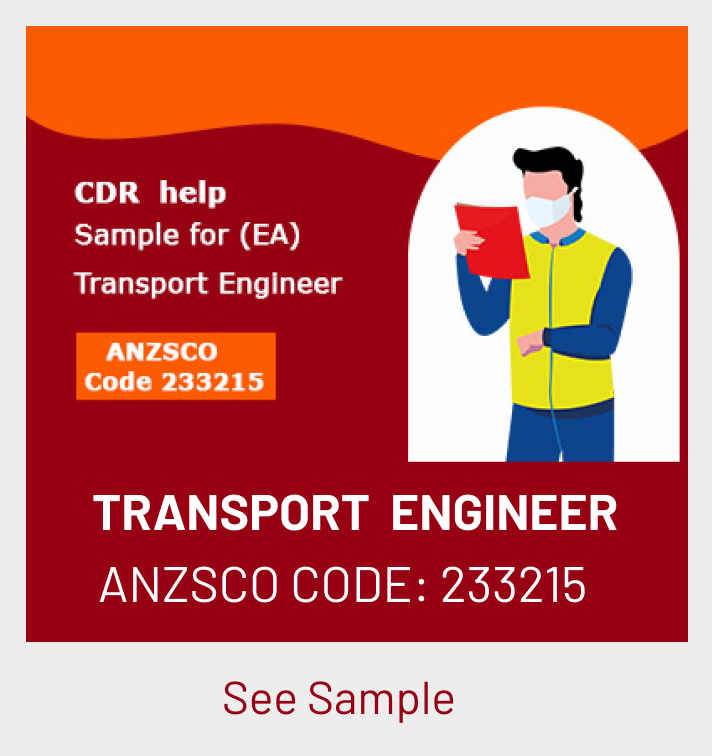 CDR help
Sample for (EA)
Transport Engineer
ANZSCO
Code 233215
TRANSPORT ENGINEER
ANZSCO CODE: 233215
See Sample